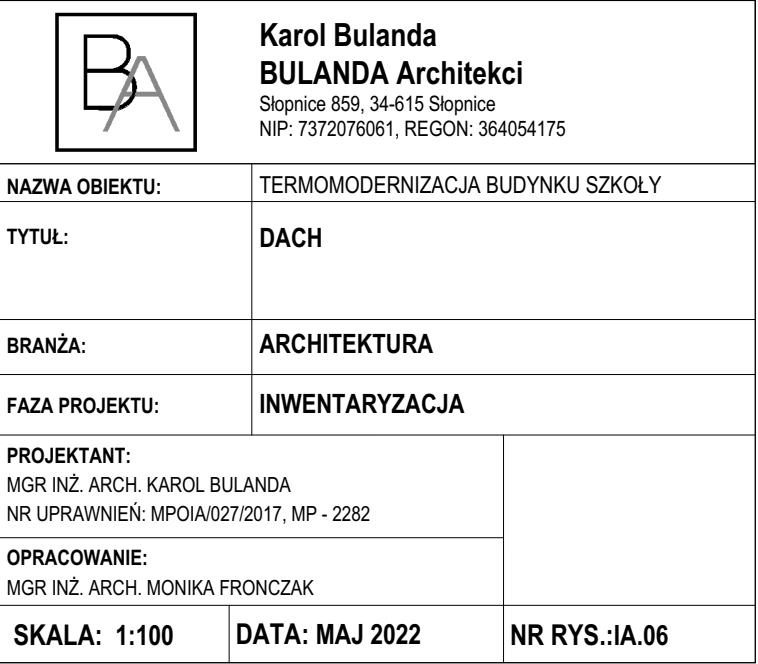 BA
Karol Bulanda
BULANDA Architekci
Słopnice 859, 34-615 Słopnice
NIP: 7372076061, REGON: 364054175
NAZWA OBIEKTU: TERMOMODERNIZACJA BUDYNKU SZKOŁY
TYTUŁ: DACH
BRANŻA: ARCHITEKTURA
FAZA PROJEKTU: INWENTARYZACJA
PROJEKTANT:
MGR INŻ. ARCH. KAROL BULANDA
NR UPRAWNIEŃ: MPOIA/027/2017, MP - 2282
OPRACOWANIE:
MGR INŻ. ARCH. MONIKA FRONCZAK
SKALA: 1:100 DATA: MAJ 2022 NR RYS.:IA.06